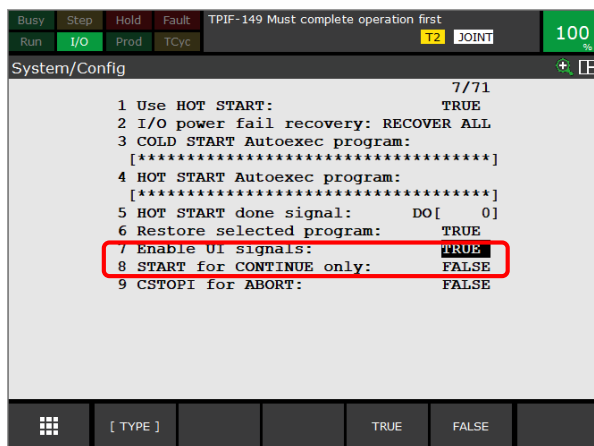 Busy Step Hold Fault TPIF-149 Must complete operation first
Run I/O Prod TCyc T2 JOINT 100 %
System/Config
7/71
1 Use HOT START: TRUE
2 I/O power fail recovery: RECOVER ALL
3 COLD START Autoexec program:
[*************************************]
4 HOT START Autoexec program:
[*************************************]
5 HOT START done signal: DO[ 0]
6 Restore selected program: TRUE
7 Enable UI signals: TRUE
8 START for CONTINUE only: FALSE
9 CSTOPI for ABORT: FALSE
[ TYPE ] TRUE FALSE